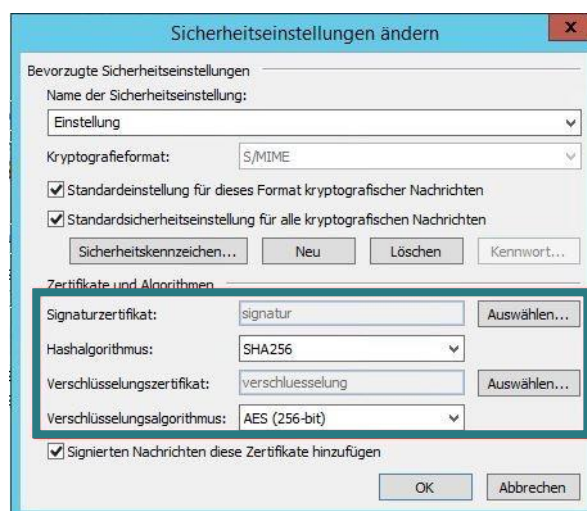 Sicherheitseinstellungen ändern
x
Bevorzugte Sicherheitseinstellungen
Name der Sicherheitseinstellung:
Einstellung
Kryptografieformat: S/MIME
Standardeinstellung für dieses Format kryptografischer Nachrichten
Standardsicherheitseinstellung für alle kryptografischen Nachrichten
Sicherheitskennzeichen... Neu Löschen Kennwort...
Zertifikate und Algorithmen
Signaturzertifikat: signatur Auswählen...
Hashalgorithmus: SHA256
Verschlüsselungszertifikat: verschluesselung Auswählen...
Verschlüsselungsalgorithmus: AES (256-bit)
Signierten Nachrichten diese Zertifikate hinzufügen
OK Abbrechen